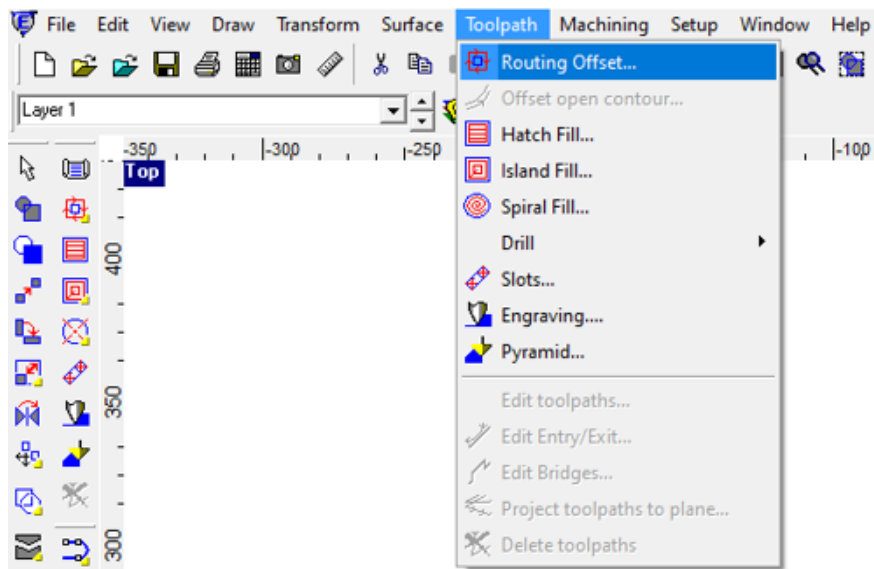 File Edit View Draw Transform Surface Toolpath Machining Setup Window Help
Layer 1
-350 -300 -250 -100
Top
400
350
300
Routing Offset...
Offset open contour...
Hatch Fill...
Island Fill...
Spiral Fill...
Drill
Slots...
Engraving....
Pyramid...
Edit toolpaths...
Edit Entry/Exit...
Edit Bridges...
Project toolpaths to plane...
Delete toolpaths